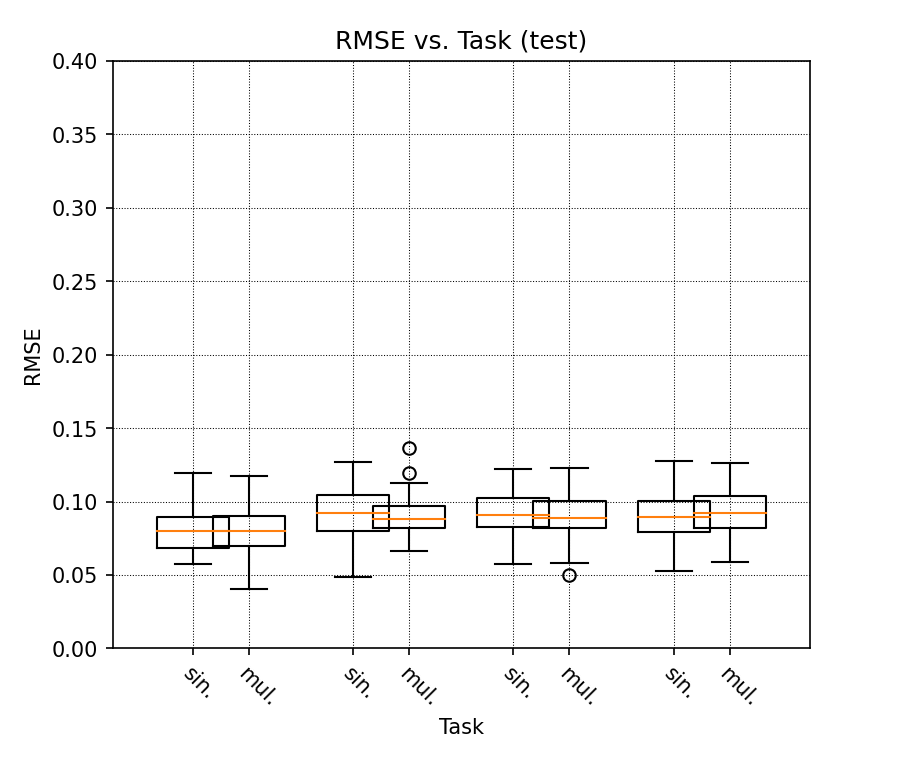 RMSE vs. Task (test)
0.40
0.35
0.30
0.25
0.20
0.15
0.10
0.05
0.00
RMSE
sin. mul. sin. mul. sin. mul. sin. mul.
Task